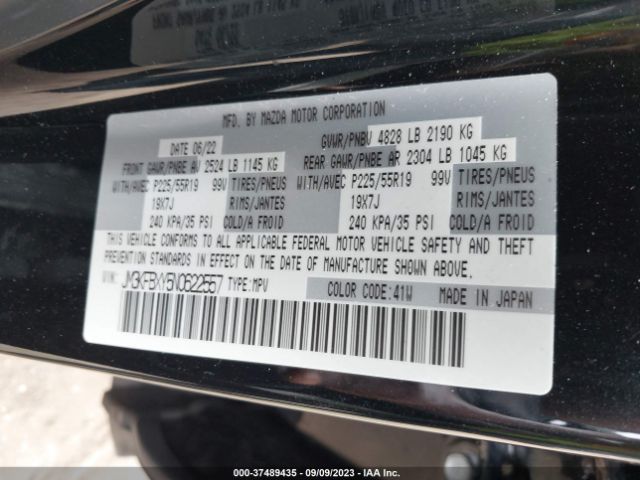 MFD. BY MAZDA MOTOR CORPORATION
DATE 06/22 GVWR/PNBV 4828 LB 2190 KG
FRONT GAWR/PNBE AV 2524 LB 1145 KG REAR GAWR/PNBE AR 2304 LB 1045 KG
WITH/AVEC P225/55R19 99V TIRES/PNEUS WITH/AVEC P225/55R19 99V TIRES/PNEUS
19X7J RIMS/JANTES 19X7J RIMS/JANTES
240 KPA/35 PSI COLD/A FROID 240 KPA/35 PSI COLD/A FROID
THIS VEHICLE CONFORMS TO ALL APPLICABLE FEDERAL MOTOR VEHICLE SAFETY AND THEFT
PREVENTION STANDARDS IN EFFECT ON THE DATE OF MANUFACTURE SHOWN ABOVE.
VIN: JM3KFBXY5N0622557 TYPE:MPV COLOR CODE:41W MADE IN JAPAN
00-37489435 - 09/09/2023 - IAA Inc.